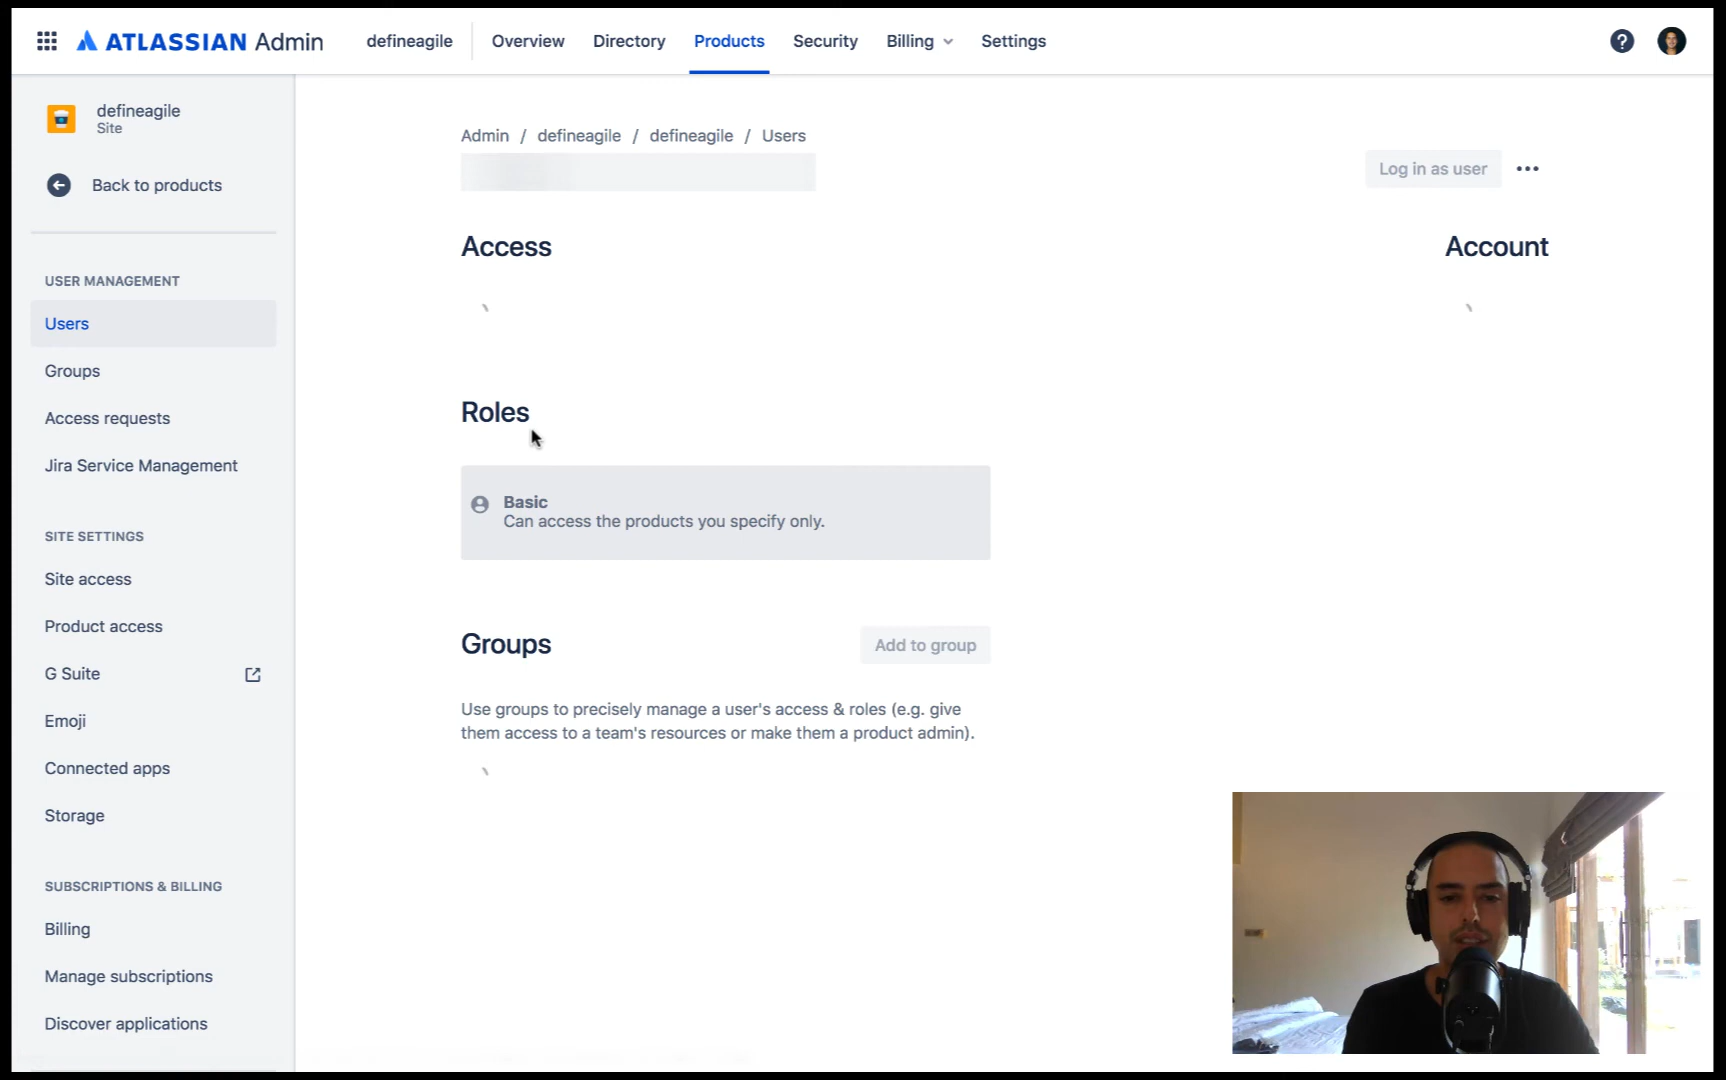 ATLASSIAN Admin
defineagile
Overview
Directory
Products
Security
Billing
Settings
?
defineagile
Site
Back to products
USER MANAGEMENT
Users
Groups
Access requests
Jira Service Management
SITE SETTINGS
Site access
Product access
G Suite
Emoji
Connected apps
Storage
SUBSCRIPTIONS & BILLING
Billing
Manage subscriptions
Discover applications
Admin / defineagile / defineagile / Users
Log in as user
Access
Account
Roles
Basic
Can access the products you specify only.
Groups
Add to group
Use groups to precisely manage a user's access & roles (e.g. give
them access to a team's resources or make them a product admin).